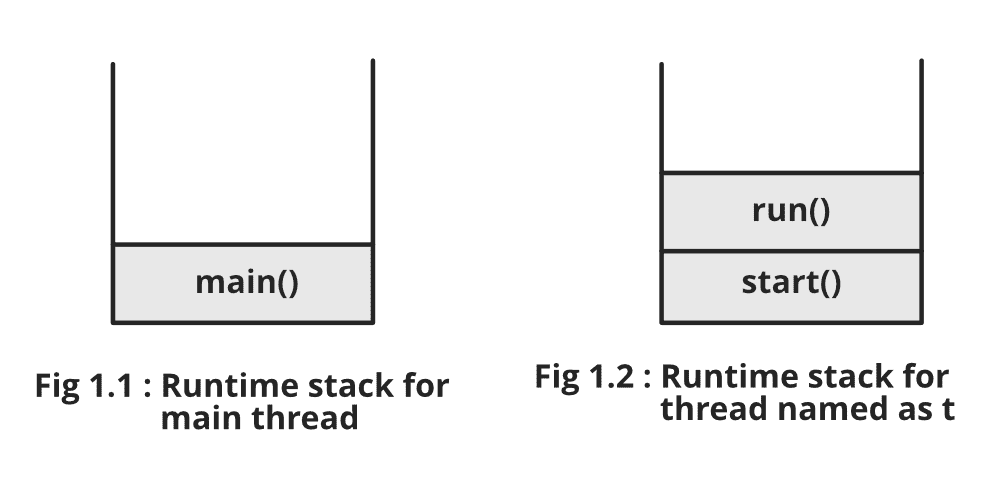 main()
Fig 1.1 : Runtime stack for
main thread
run()
start()
Fig 1.2 : Runtime stack for
thread named as t